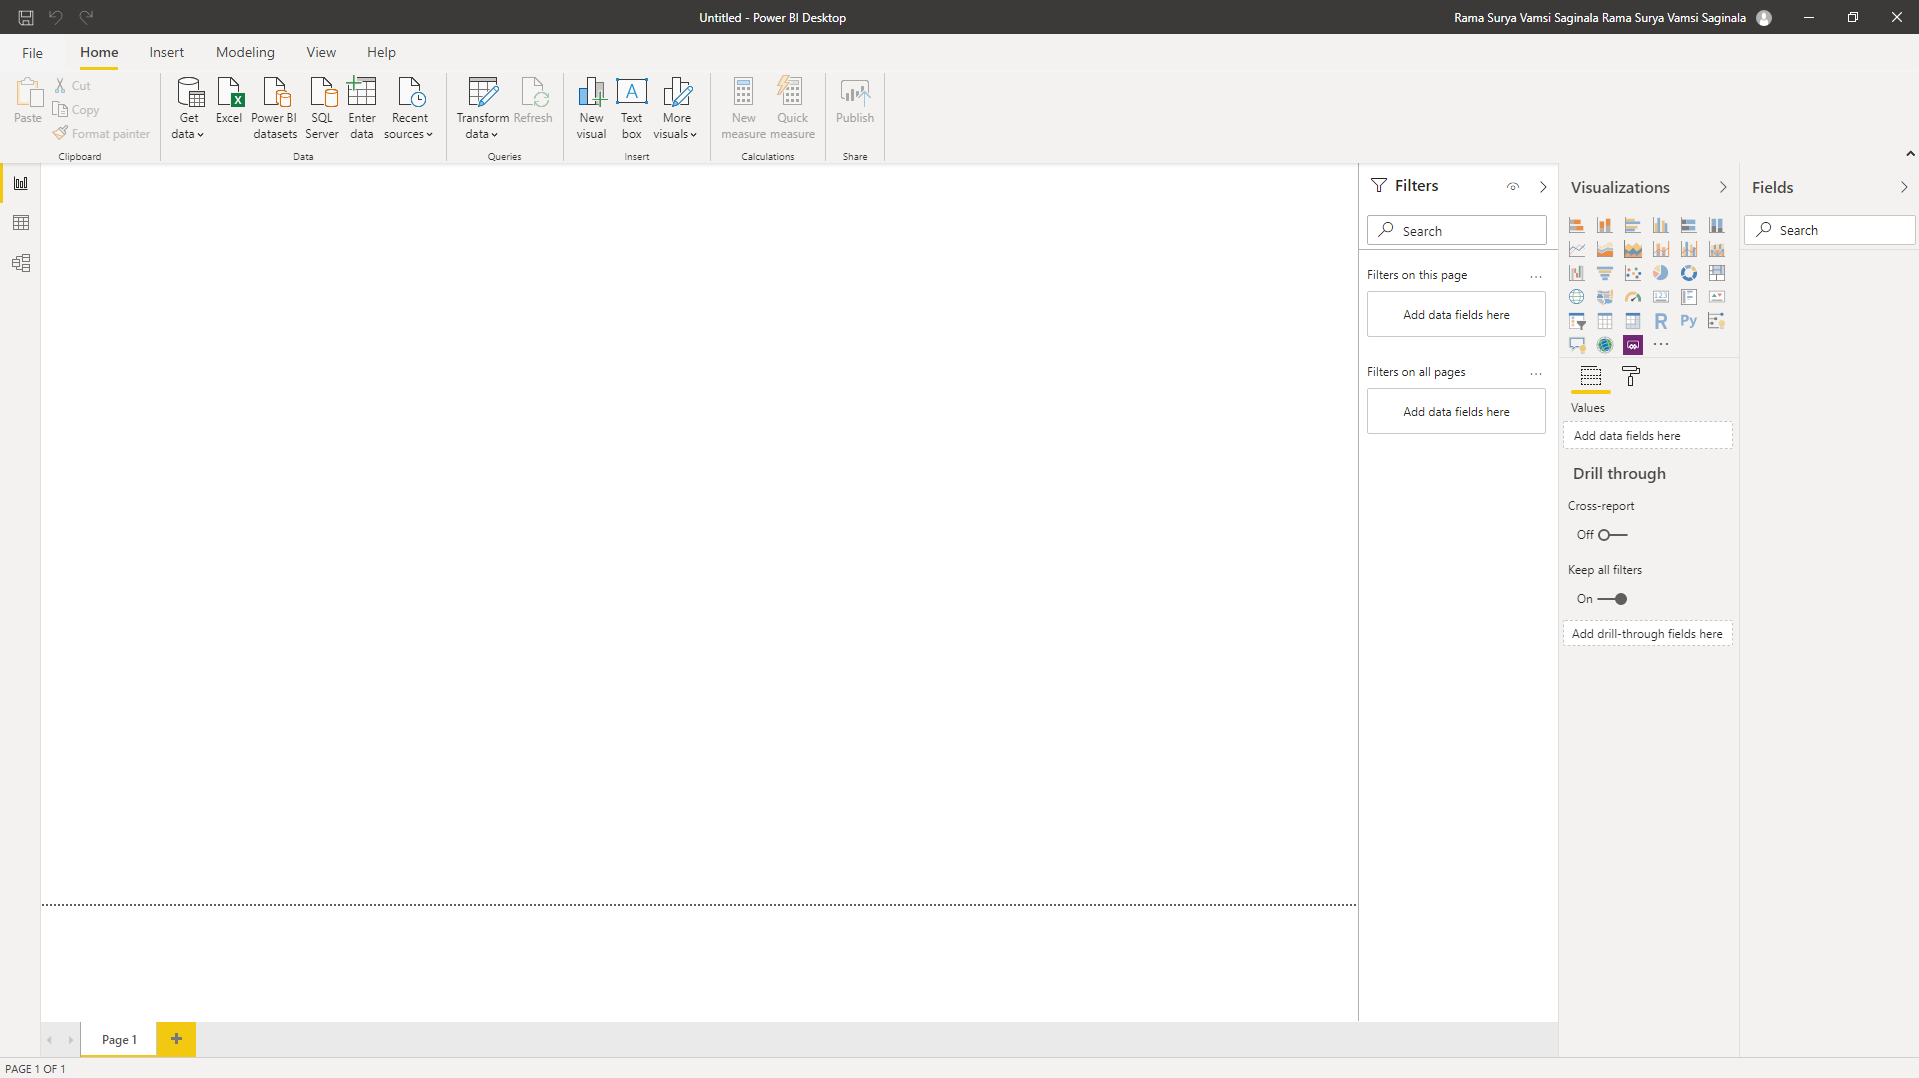 Untitled - Power BI Desktop
Rama Surya Vamsi Saginala Rama Surya Vamsi Saginala
File Home Insert Modeling View Help
Paste
Cut
Copy
Format painter
Clipboard
Get data
Excel
Power BI datasets
SQL Server
Enter data
Recent sources
Data
Transform data
Refresh
Queries
New visual
Text box
More visuals
Insert
New measure
Quick measure
Calculations
Publish
Share
Filters
Search
Filters on this page
...
Add data fields here
Filters on all pages
...
Add data fields here
Visualizations
123
R Py
...
Values
Add data fields here
Drill through
Cross-report
Off
Keep all filters
On
Add drill-through fields here
Fields
Search
Page 1
+
PAGE 1 OF 1